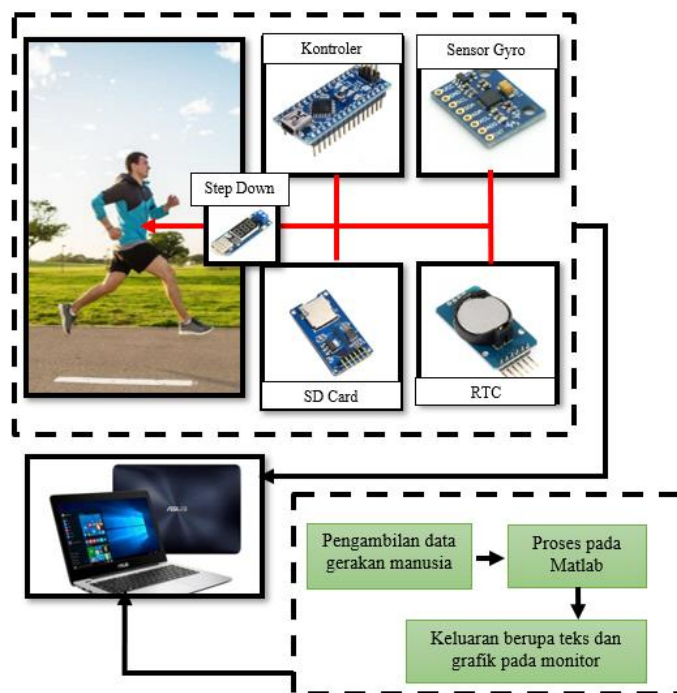 Kontroler
Sensor Gyro
Step Down
SD Card
RTC
ASUS
Pengambilan data
gerakan manusia
Proses pada
Matlab
Keluaran berupa teks dan
grafik pada monitor